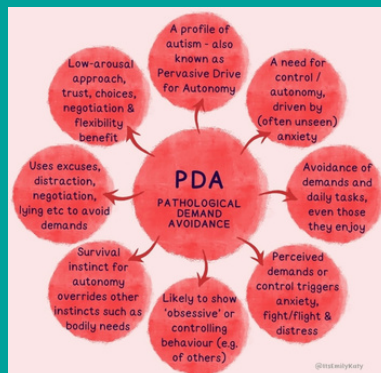 A profile of
autism - also
known as
Pervasive Drive
for Autonomy
A need for
control /
autonomy,
driven by
(often unseen)
anxiety
Avoidance of
demands and
daily tasks,
even those
they enjoy
Perceived
demands or
control triggers
anxiety,
fight/flight &
distress
Likely to show
'obsessive' or
controlling
behaviour (e.g.
of others)
Survival
instinct for
autonomy
overrides other
instincts such as
bodily needs
Uses excuses,
distraction,
negotiation,
lying etc to avoid
demands
Low-arousal
approach,
trust, choices,
negotiation &
flexibility
benefit
PDA
PATHOLOGICAL
DEMAND
AVOIDANCE
@ItsEmilyKaty